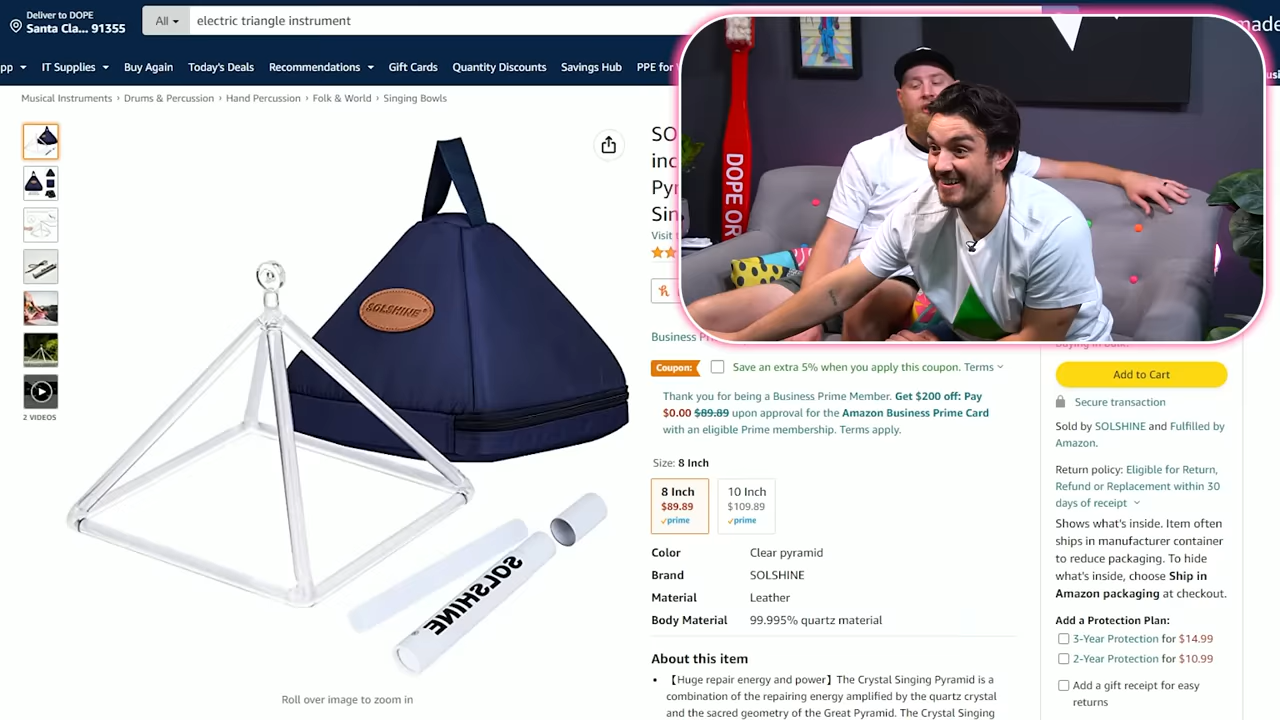 Deliver to DOPE
Santa Cla... 91355
All
electric triangle instrument
made
pp
IT Supplies
Buy Again
Today's Deals
Recommendations
Gift Cards
Quantity Discounts
Savings Hub
PPE for
Musical Instruments › Drums & Percussion › Hand Percussion › Folk & World › Singing Bowls
SO
inc
Pyr
Sin
Visit
DOPE OR
SOLSHINE®
SOLSHINE
2 VIDEOS
Roll over image to zoom in
Business Pr
Coupon:
Save an extra 5% when you apply this coupon. Terms
Thank you for being a Business Prime Member. Get $200 off: Pay
$0.00 $89.89 upon approval for the Amazon Business Prime Card
with an eligible Prime membership. Terms apply.
Size: 8 Inch
8 Inch
$89.89
prime
10 Inch
$109.89
prime
Color Clear pyramid
Brand SOLSHINE
Material Leather
Body Material 99.995% quartz material
About this item
• 【Huge repair energy and power】The Crystal Singing Pyramid is a
combination of the repairing energy amplified by the quartz crystal
and the sacred geometry of the Great Pyramid. The Crystal Singing
buying in bulk.
Add to Cart
Secure transaction
Sold by SOLSHINE and Fulfilled by
Amazon.
Return policy: Eligible for Return,
Refund or Replacement within 30
days of receipt
Shows what's inside. Item often
ships in manufacturer container
to reduce packaging. To hide
what's inside, choose Ship in
Amazon packaging at checkout.
Add a Protection Plan:
3-Year Protection for $14.99
2-Year Protection for $10.99
Add a gift receipt for easy
returns